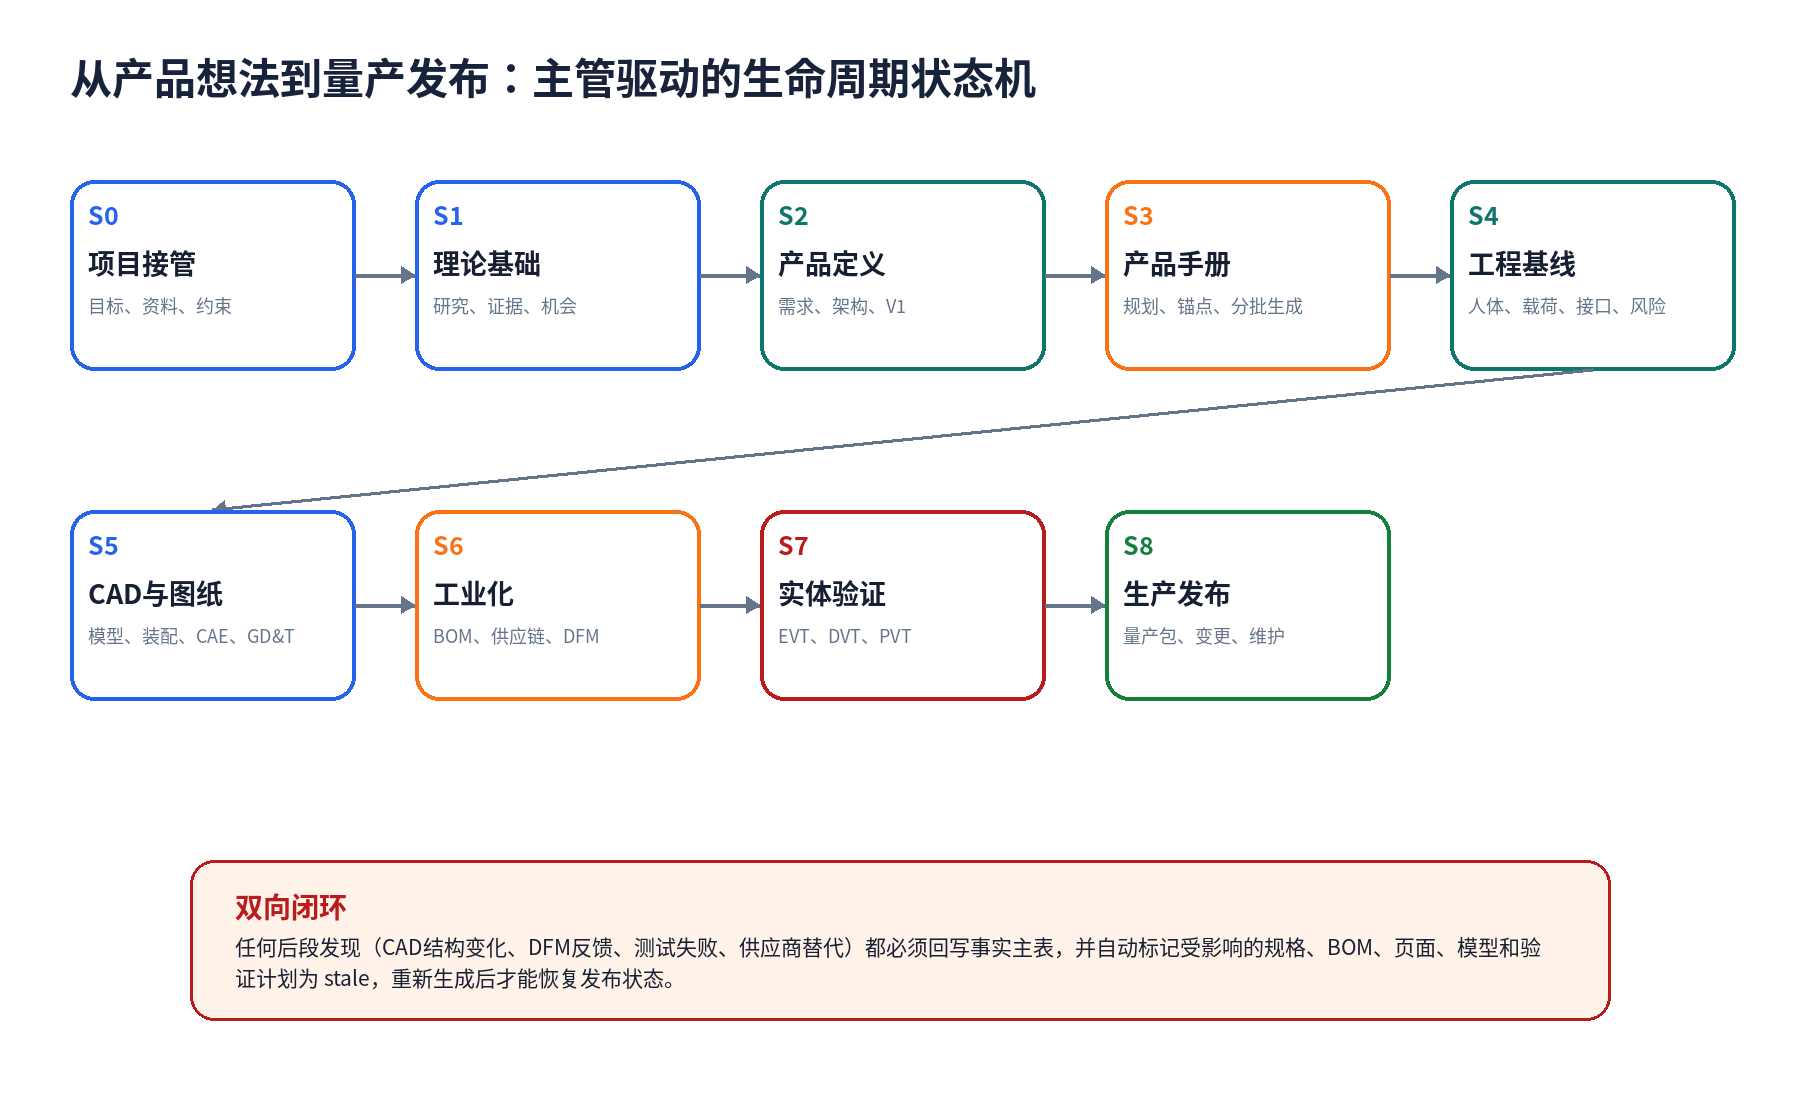 从产品想法到量产发布：主管驱动的生命周期状态机
S0
项目接管
目标、资料、约束
S1
理论基础
研究、证据、机会
S2
产品定义
需求、架构、V1
S3
产品手册
规划、锚点、分批生成
S4
工程基线
人体、载荷、接口、风险
S5
CAD与图纸
模型、装配、CAE、GD&T
S6
工业化
BOM、供应链、DFM
S7
实体验证
EVT、DVT、PVT
S8
生产发布
量产包、变更、维护
双向闭环
任何后段发现（CAD结构变化、DFM反馈、测试失败、供应商替代）都必须回写事实主表，并自动标记受影响的规格、BOM、页面、模型和验
证计划为 stale，重新生成后才能恢复发布状态。